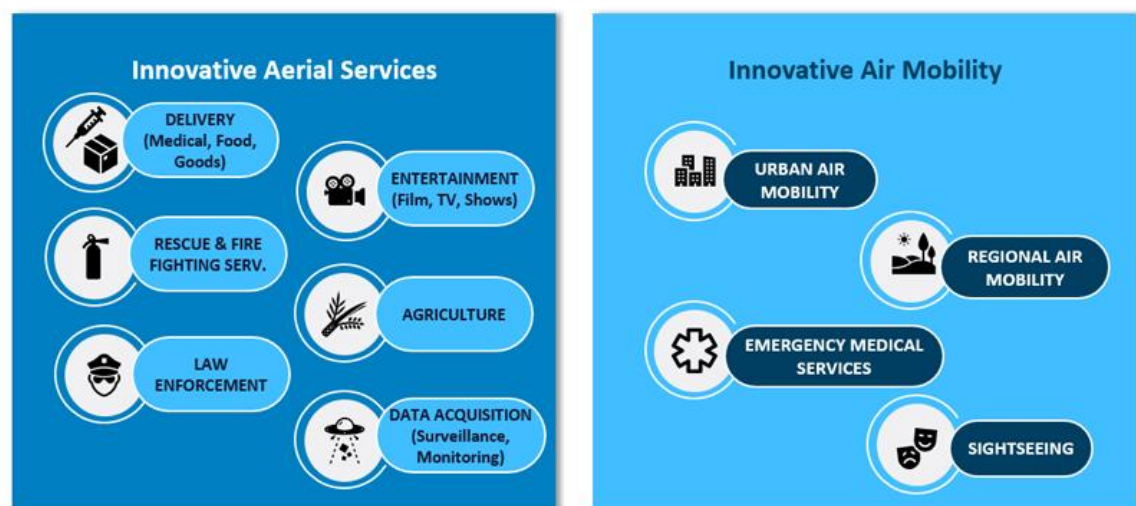 Innovative Aerial Services
DELIVERY
(Medical, Food,
Goods)
ENTERTAINMENT
(Film, TV, Shows)
RESCUE & FIRE
FIGHTING SERV.
AGRICULTURE
LAW
ENFORCEMENT
DATA ACQUISITION
(Surveillance,
Monitoring)
Innovative Air Mobility
URBAN AIR
MOBILITY
REGIONAL AIR
MOBILITY
EMERGENCY MEDICAL
SERVICES
SIGHTSEEING